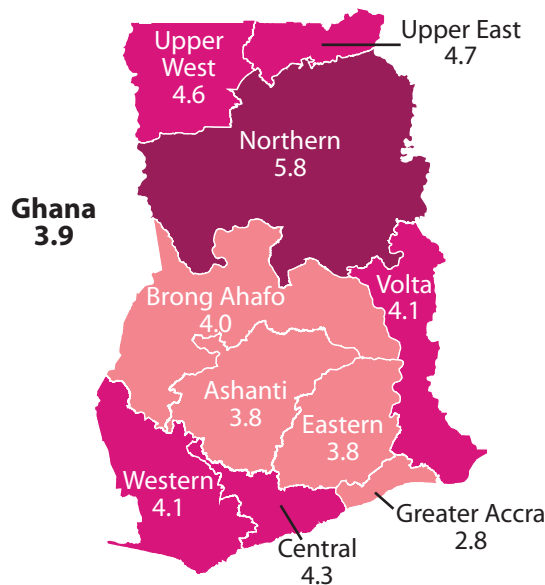 Upper East
4.7
Upper
West
4.6
Northern
5.8
Ghana
3.9
Volta
4.1
Brong Ahafo
4.0
Ashanti
3.8
Eastern
3.8
Western
4.1
Greater Accra
2.8
Central
4.3